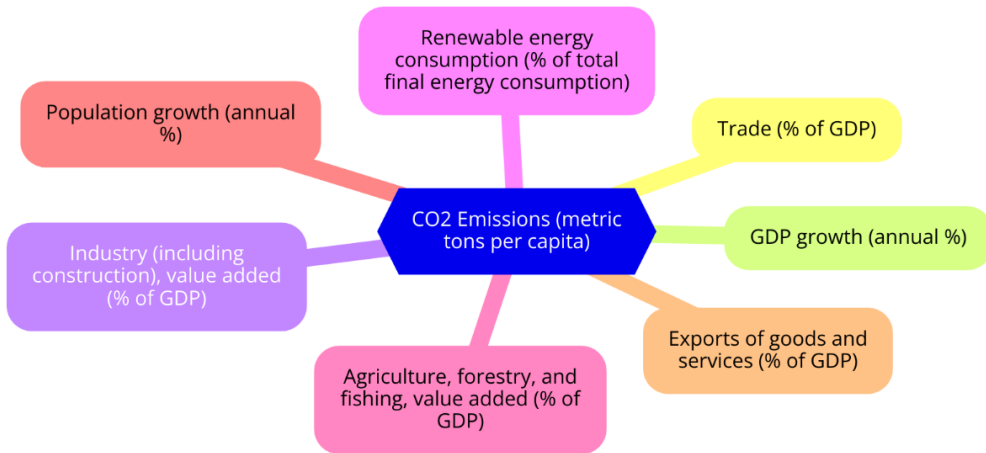 Renewable energy
consumption (% of total
final energy consumption)
Population growth (annual
%)
Trade (% of GDP)
CO2 Emissions (metric
tons per capita)
GDP growth (annual %)
Industry (including
construction), value added
(% of GDP)
Exports of goods and
services (% of GDP)
Agriculture, forestry, and
fishing, value added (% of
GDP)